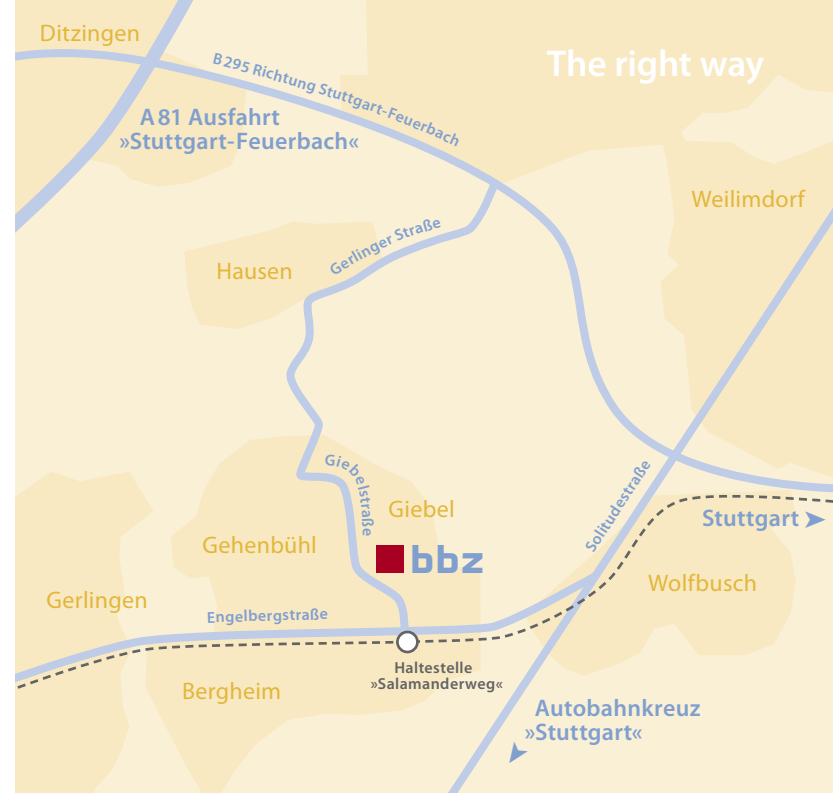 Ditzingen
The right way
B 295 Richtung Stuttgart-Feuerbach
A 81 Ausfahrt
»Stuttgart-Feuerbach«
Weilimdorf
Gerlinger Straße
Hausen
Giebelstraße
Solitudestraße
Giebel
Stuttgart
Gehenbühl
bbz
Wolfbusch
Gerlingen
Engelbergstraße
Haltestelle
»Salamanderweg«
Bergheim
Autobahnkreuz
»Stuttgart«